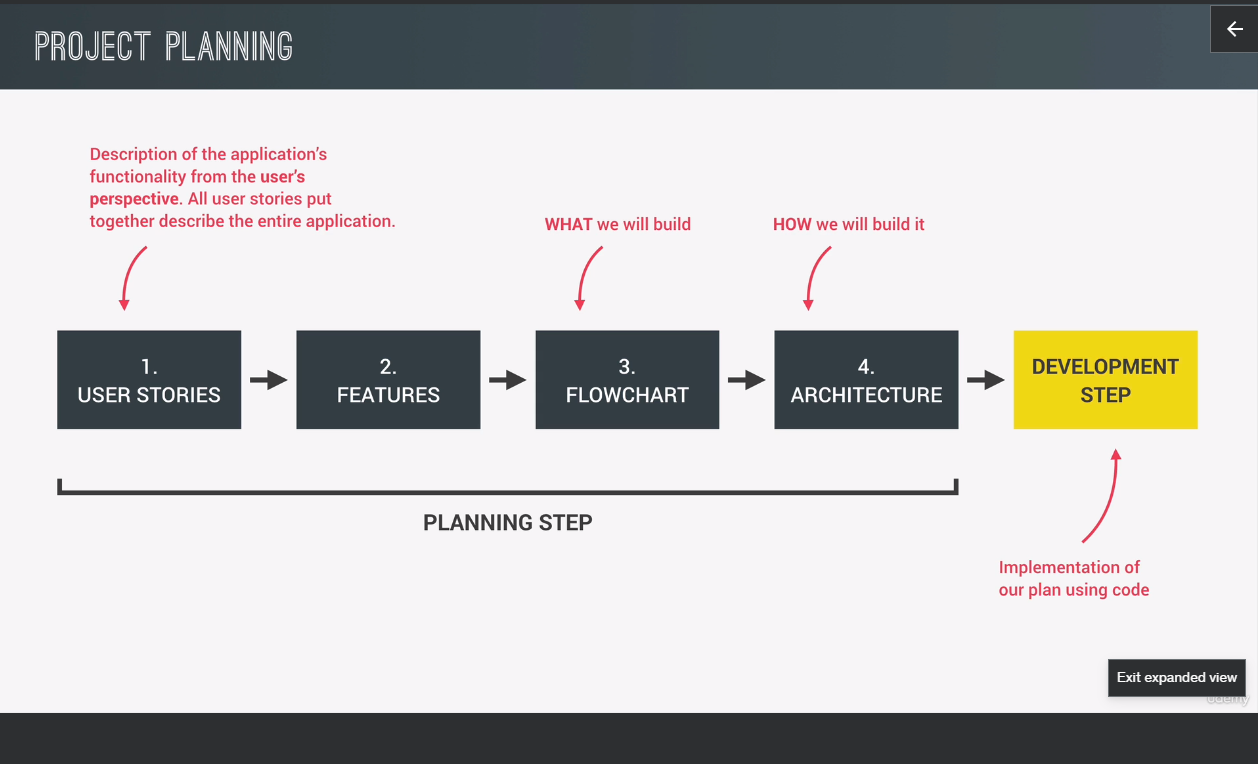 PROJECT PLANNING
Description of the application's
functionality from the user's
perspective. All user stories put
together describe the entire application.
WHAT we will build
HOW we will build it
1.
USER STORIES
2.
FEATURES
3.
FLOWCHART
4.
ARCHITECTURE
DEVELOPMENT
STEP
PLANNING STEP
Implementation of
our plan using code
Exit expanded view
udemy